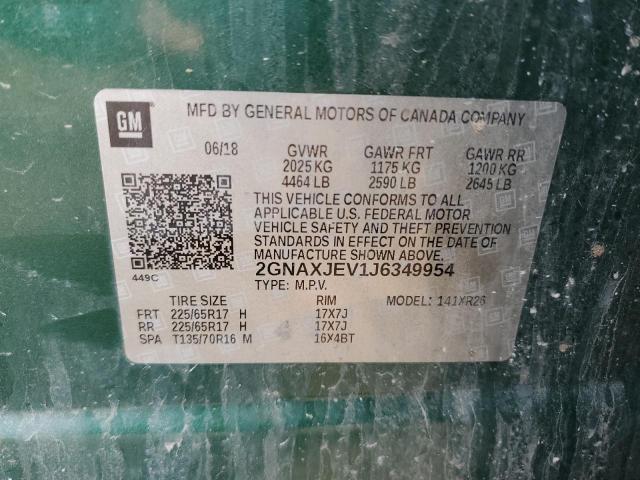 GM
MFD BY GENERAL MOTORS OF CANADA COMPANY
06/18 GVWR GAWR FRT GAWR RR
2025 KG 1175 KG 1200 KG
4464 LB 2590 LB 2645 LB
THIS VEHICLE CONFORMS TO ALL
APPLICABLE U.S. FEDERAL MOTOR
VEHICLE SAFETY AND THEFT PREVENTION
STANDARDS IN EFFECT ON THE DATE OF
MANUFACTURE SHOWN ABOVE.
449C 2GNAXJEV1J6349954
TYPE: M.P.V.
TIRE SIZE RIM MODEL: 141XR26
FRT 225/65R17 H 17X7J
RR 225/65R17 H 17X7J
SPA T135/70R16 M 16X4BT